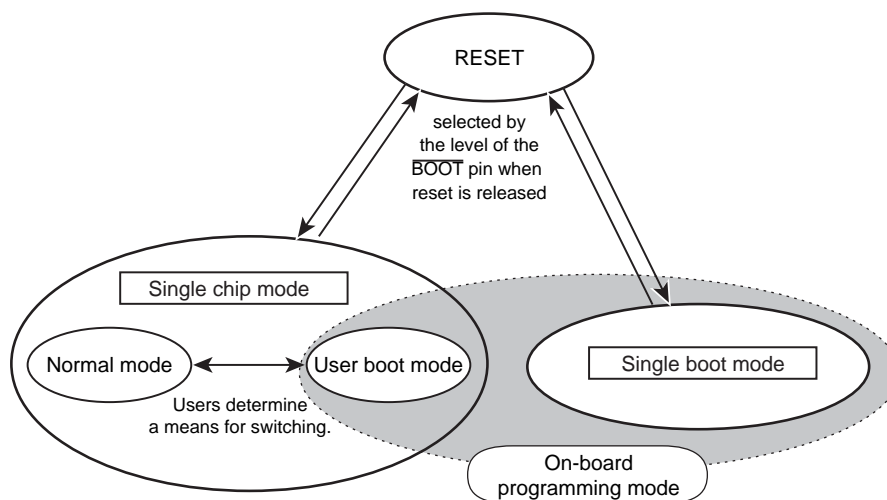 RESET
selected by
the level of the
BOOT pin when
reset is released
Single chip mode
Normal mode
User boot mode
Single boot mode
Users determine
a means for switching.
On-board
programming mode